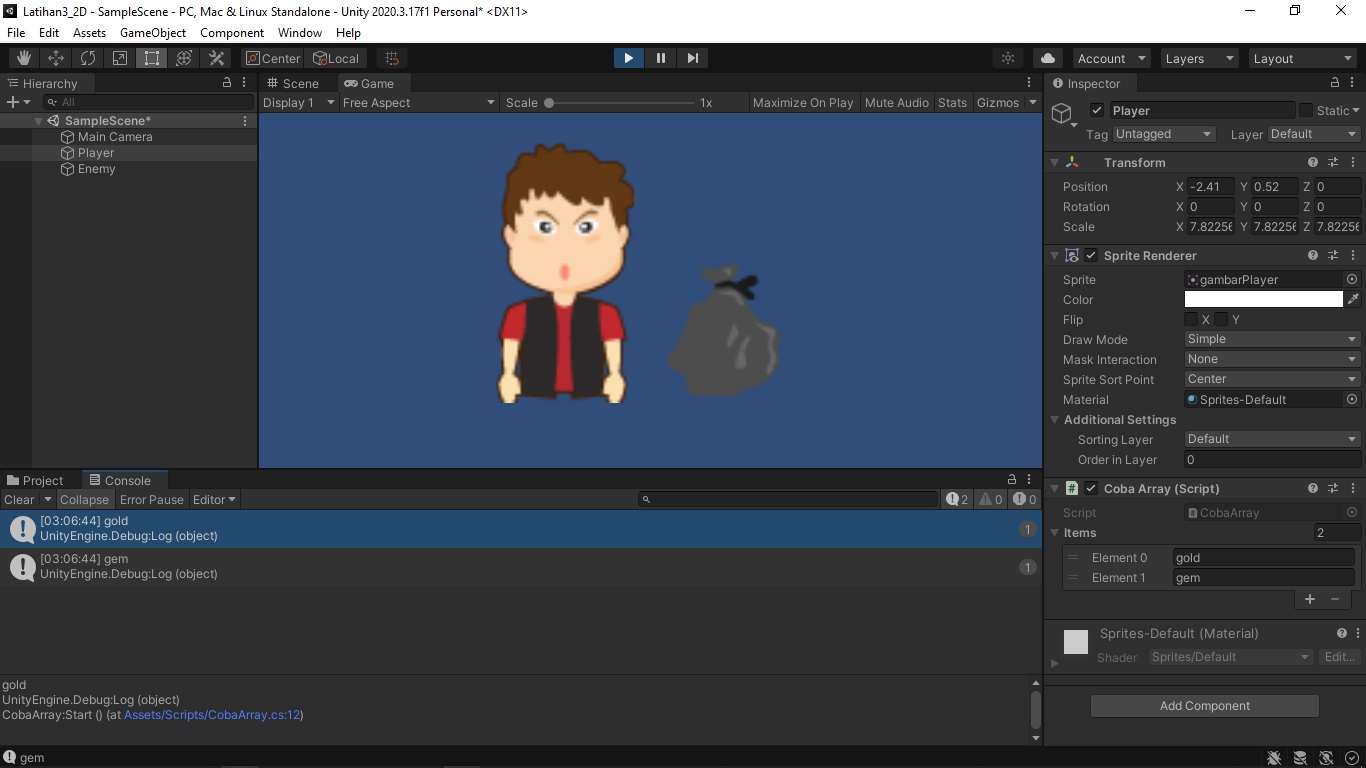 Latihan3_2D - SampleScene - PC, Mac & Linux Standalone - Unity 2020.3.17f1 Personal* <DX11>
File Edit Assets GameObject Component Window Help
Center Local Account Layers Layout
Hierarchy
All
SampleScene*
Main Camera
Player
Enemy
Scene Game
Display 1 Free Aspect Scale 1x Maximize On Play Mute Audio Stats Gizmos
Project Console
Clear Collapse Error Pause Editor 2 0 0
[03:06:44] gold
UnityEngine.Debug:Log (object)
1
[03:06:44] gem
UnityEngine.Debug:Log (object)
1
gold
UnityEngine.Debug:Log (object)
CobaArray:Start () (at Assets/Scripts/CobaArray.cs:12)
gem
Inspector
Player Static
Tag Untagged Layer Default
Transform
Position X -2.41 Y 0.52 Z 0
Rotation X 0 Y 0 Z 0
Scale X 7.82256 Y 7.82256 Z 7.82256
Sprite Renderer
Sprite gambarPlayer
Color
Flip X Y
Draw Mode Simple
Mask Interaction None
Sprite Sort Point Center
Material Sprites-Default
Additional Settings
Sorting Layer Default
Order in Layer 0
# Coba Array (Script)
Script CobaArray
Items 2
Element 0 gold
Element 1 gem
+ -
Sprites-Default (Material)
Shader Sprites/Default Edit...
Add Component